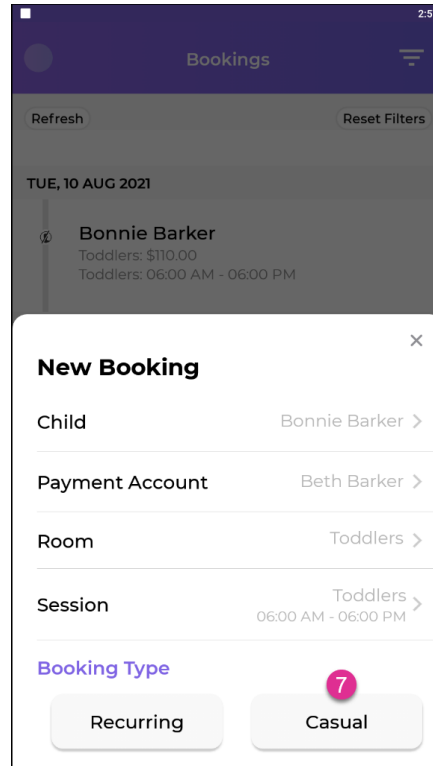 2:5
Bookings
Refresh Reset Filters
TUE, 10 AUG 2021
Bonnie Barker
Toddlers: $110.00
Toddlers: 06:00 AM - 06:00 PM
New Booking
Child Bonnie Barker
Payment Account Beth Barker
Room Toddlers
Session Toddlers
06:00 AM - 06:00 PM
Booking Type
7
Recurring Casual